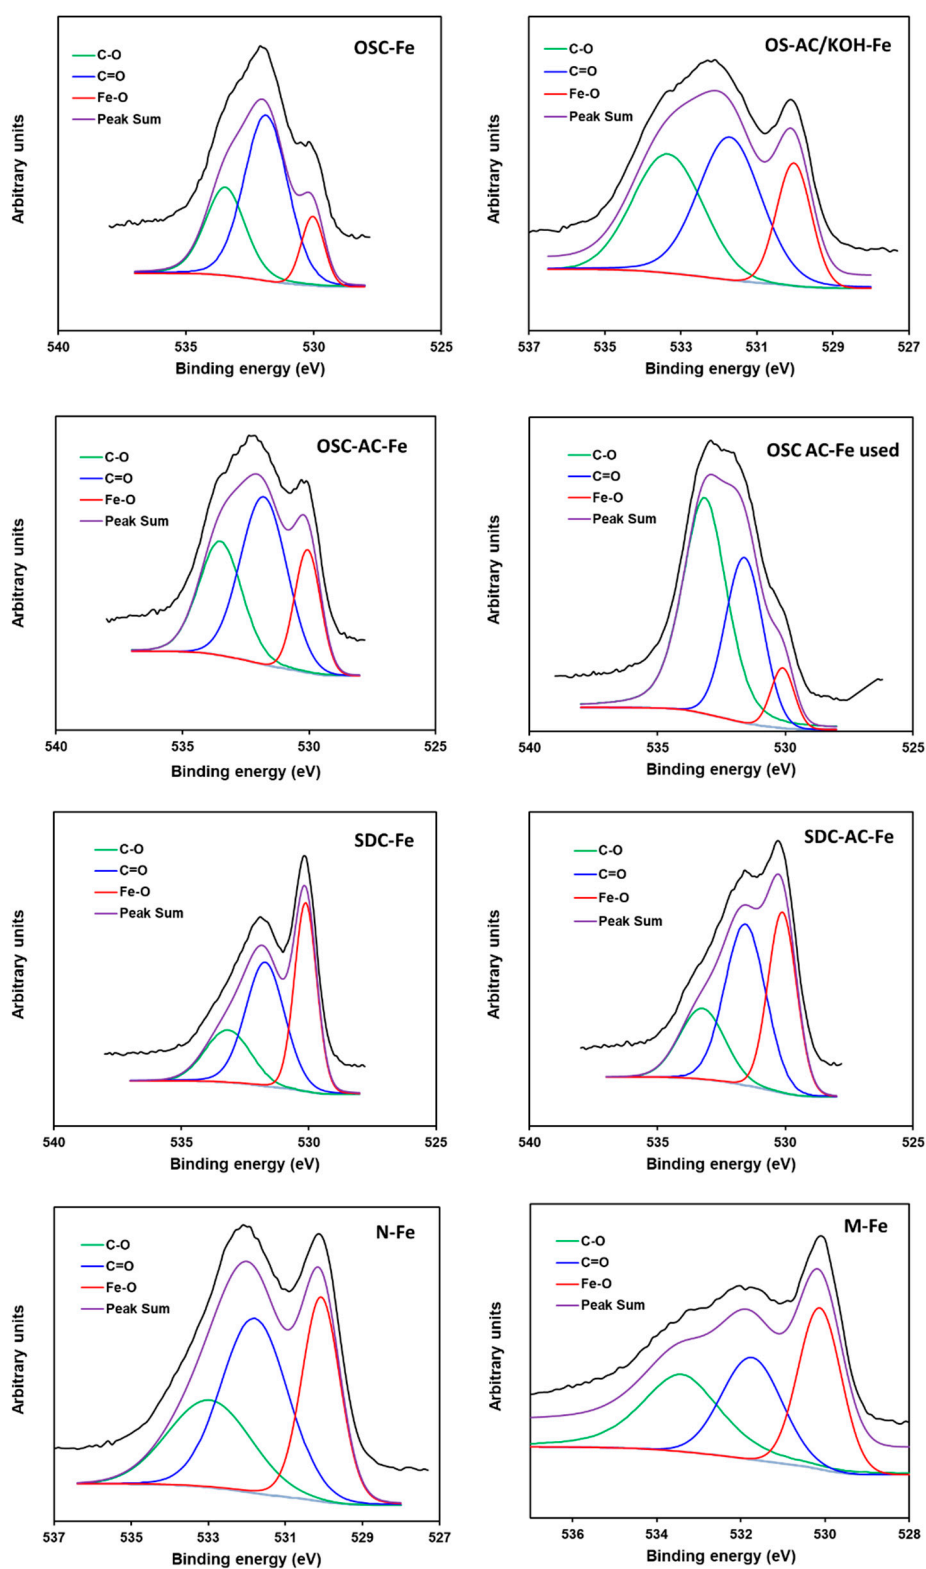 OSC-Fe
C-O
C=O
Fe-O
Peak Sum
Arbitrary units
540 535 530 525
Binding energy (eV)
OS-AC/KOH-Fe
C-O
C=O
Fe-O
Peak Sum
Arbitrary units
537 535 533 531 529 527
Binding energy (eV)
OSC-AC-Fe
C-O
C=O
Fe-O
Peak Sum
Arbitrary units
540 535 530 525
Binding energy (eV)
OSC AC-Fe used
C-O
C=O
Fe-O
Peak Sum
Arbitrary units
540 535 530 525
Binding energy (eV)
SDC-Fe
C-O
C=O
Fe-O
Peak Sum
Arbitrary units
540 535 530 525
Binding energy (eV)
SDC-AC-Fe
C-O
C=O
Fe-O
Peak Sum
Arbitrary units
540 535 530 525
Binding energy (eV)
N-Fe
C-O
C=O
Fe-O
Peak Sum
Arbitrary units
537 535 533 531 529 527
Binding energy (eV)
M-Fe
C-O
C=O
Fe-O
Peak Sum
Arbitrary units
536 534 532 530 528
Binding energy (eV)